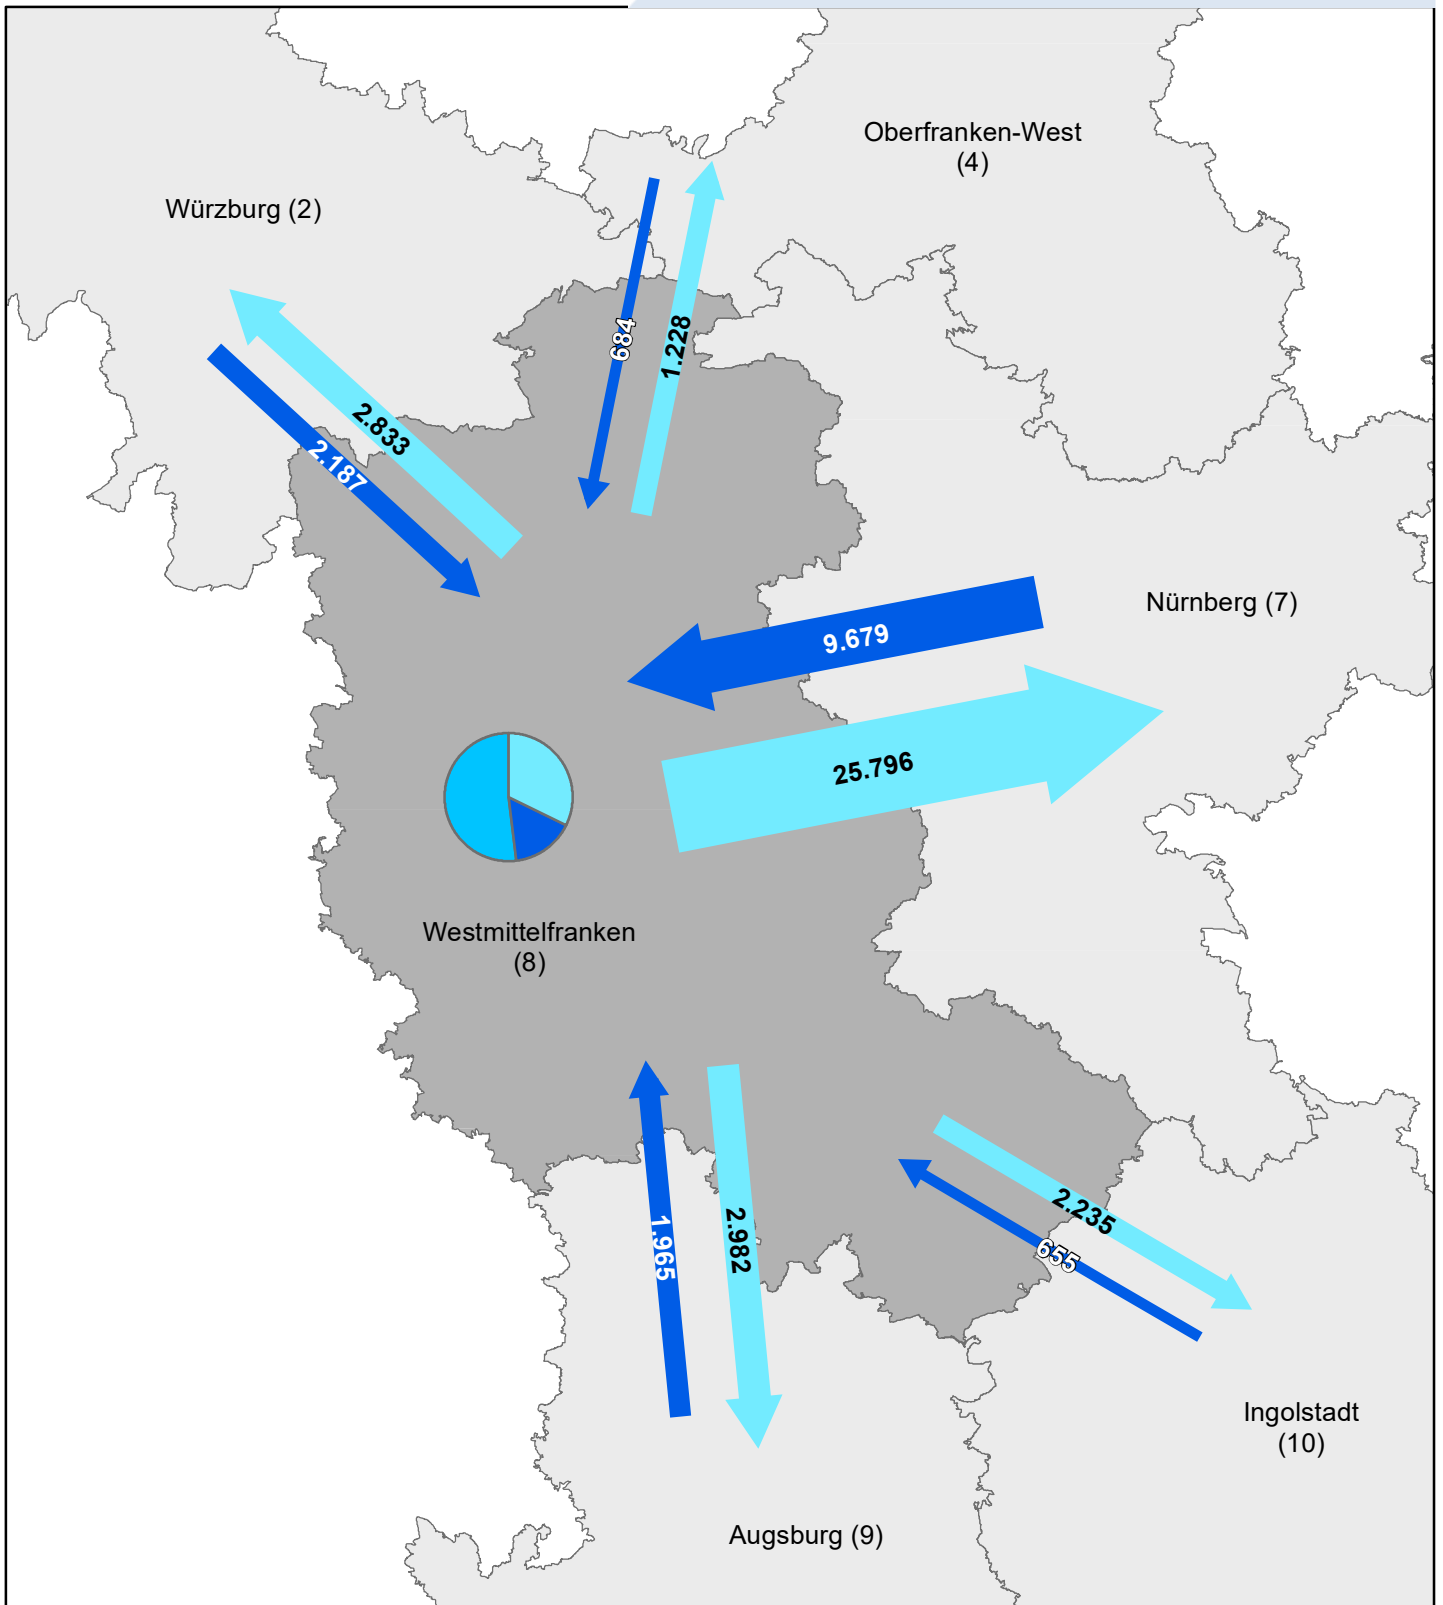 Oberfranken-West
(4)
Würzburg (2)
684
1.228
2.833
2.187
Nürnberg (7)
9.679
25.796
Westmittelfranken
(8)
1.965
2.982
2.235
655
Ingolstadt
(10)
Augsburg (9)